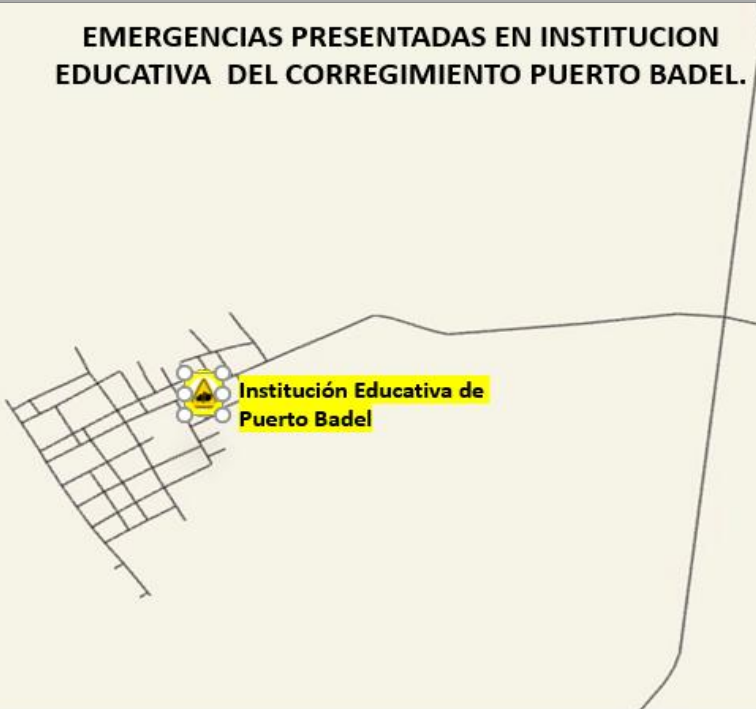 EMERGENCIAS PRESENTADAS EN INSTITUCION
EDUCATIVA  DEL CORREGIMIENTO PUERTO BADEL.
Institución Educativa de
Puerto Badel